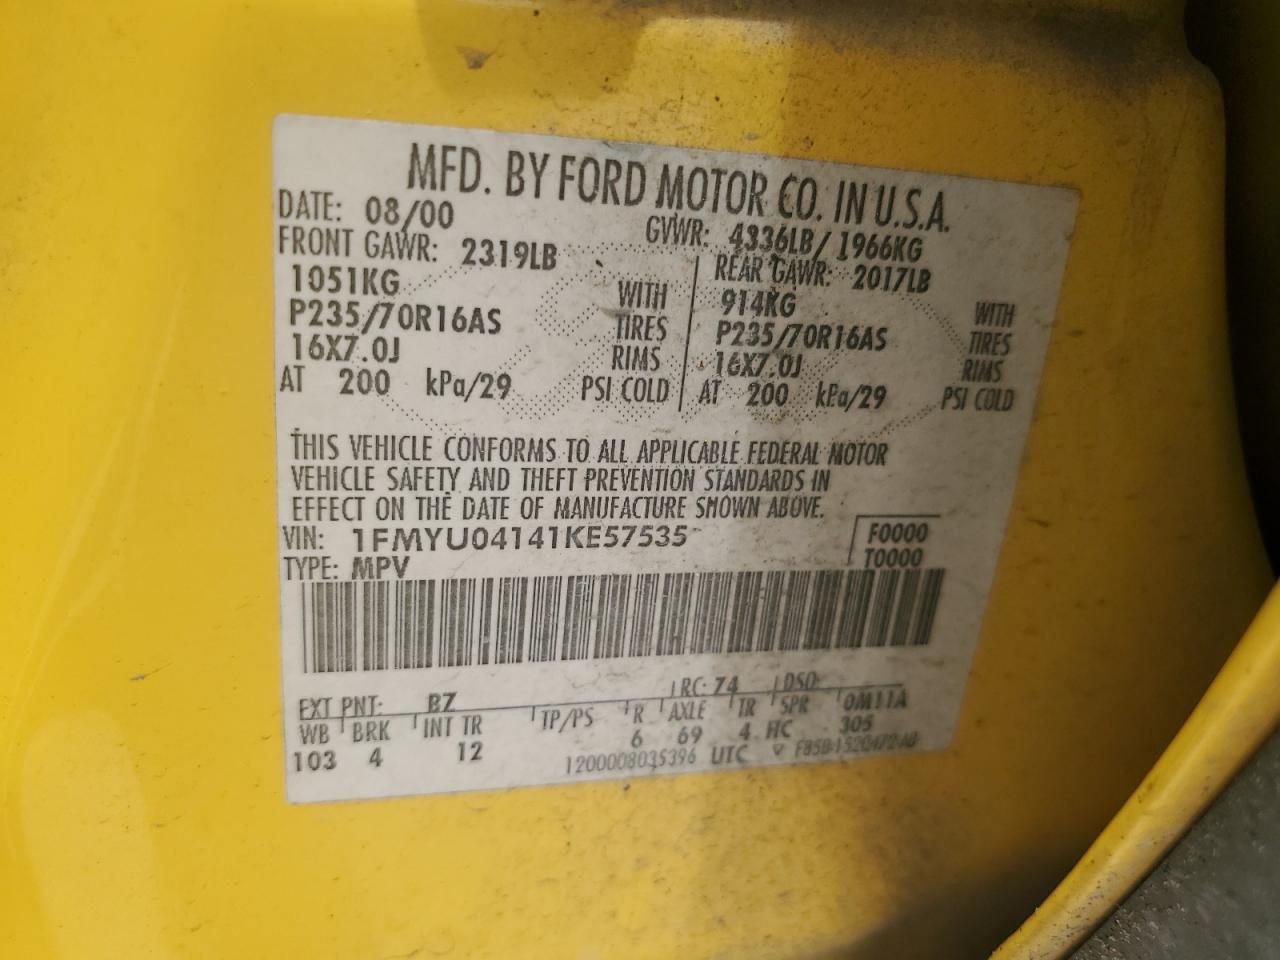 MFD. BY FORD MOTOR CO. IN U.S.A.
DATE: 08/00 GVWR: 4336LB/ 1966KG
FRONT GAWR: 2319LB REAR GAWR: 2017LB
1051KG WITH 914KG WITH
P235/70R16AS TIRES P235/70R16AS TIRES
16X7.0J RIMS 16X7.0J RIMS
AT 200 kPa/29 PSI COLD AT 200 kPa/29 PSI COLD
THIS VEHICLE CONFORMS TO ALL APPLICABLE FEDERAL MOTOR
VEHICLE SAFETY AND THEFT PREVENTION STANDARDS IN
EFFECT ON THE DATE OF MANUFACTURE SHOWN ABOVE.
VIN: 1FMYU04141KE57535 F0000
TYPE: MPV T0000
EXT PNT: BZ RC: 74 DSO:
WB BRK INT TR TP/PS R AXLE TR SPR 0M11A
103 4 12 6 69 4 HC 305
1200008035396 UTC